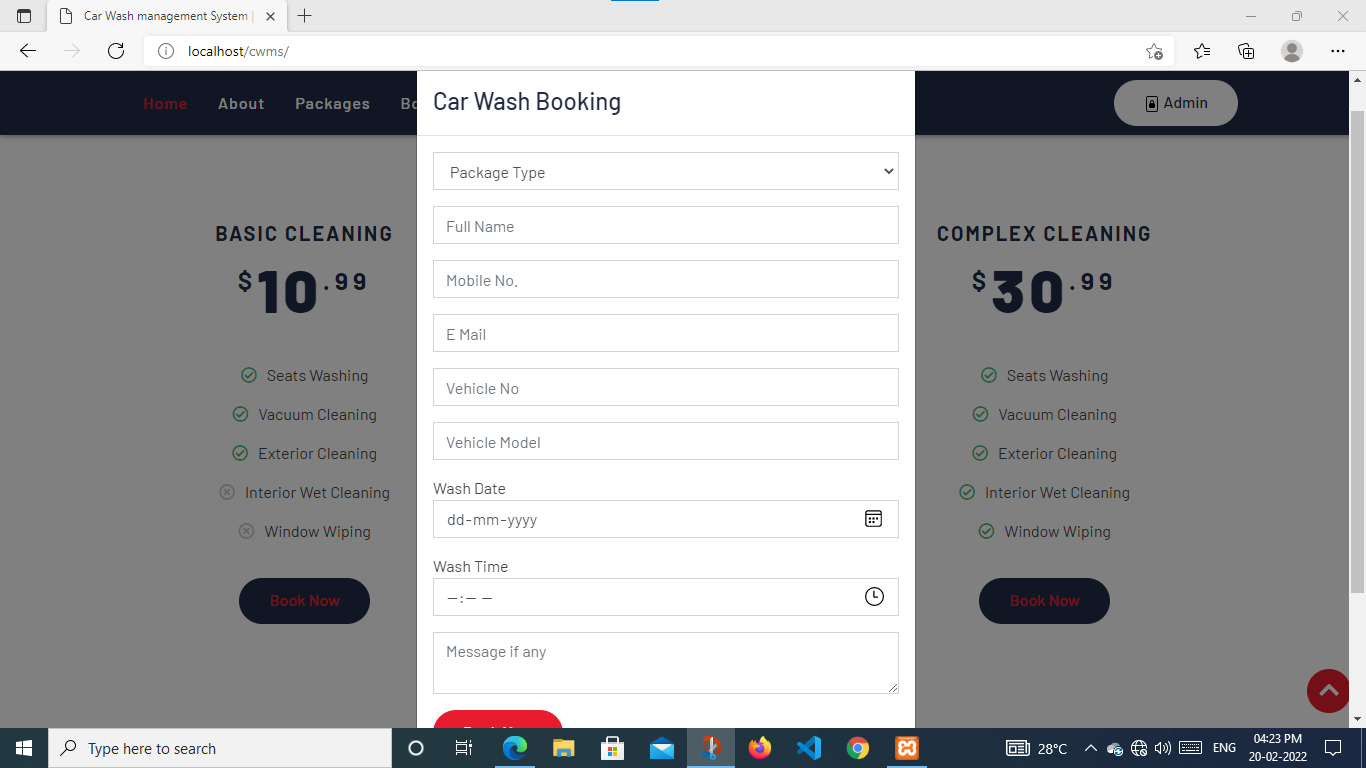 Car Wash management System |
localhost/cwms/
Home
About
Packages
Car Wash Booking
Admin
Package Type
Full Name
Mobile No.
E Mail
Vehicle No
Vehicle Model
Wash Date
dd-mm-yyyy
Wash Time
--:-- --
Message if any
BASIC CLEANING
$10.99
Seats Washing
Vacuum Cleaning
Exterior Cleaning
Interior Wet Cleaning
Window Wiping
Book Now
COMPLEX CLEANING
$30.99
Seats Washing
Vacuum Cleaning
Exterior Cleaning
Interior Wet Cleaning
Window Wiping
Book Now
Type here to search
28°C
ENG
04:23 PM
20-02-2022